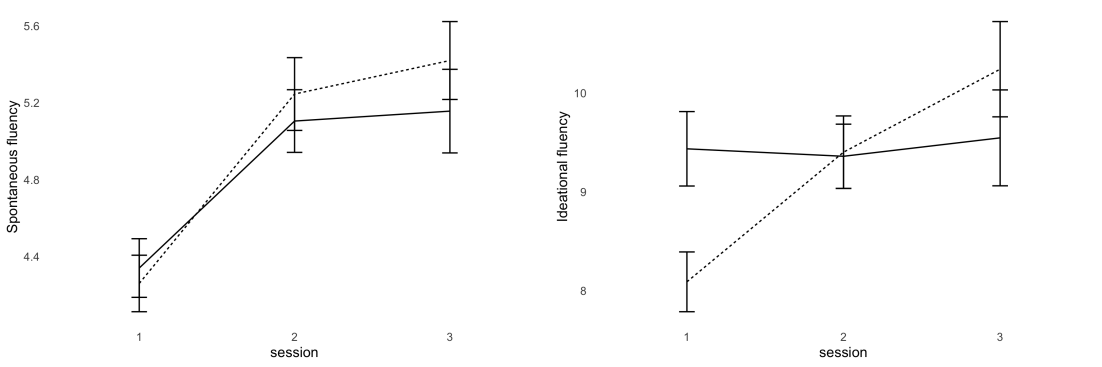 5.6
5.2
4.8
4.4
Spontaneous fluency
1 2 3
session
10
9
8
Ideational fluency
1 2 3
session